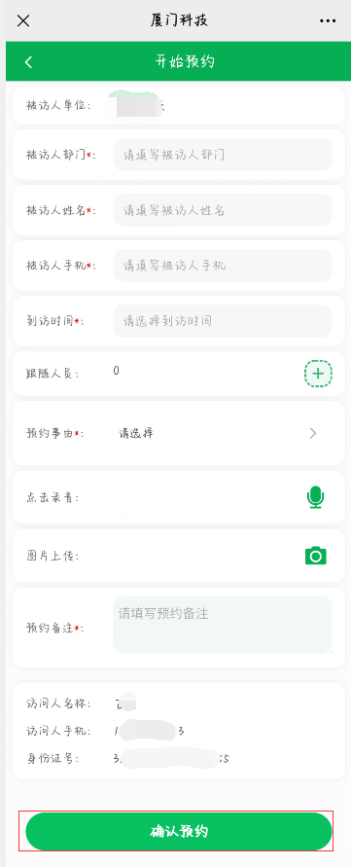 厦门科技
开始预约
被访人单位:
被访人部门*: 请填写被访人部门
被访人姓名*: 请填写被访人姓名
被访人手机*: 请填写被访人手机
到访时间*: 请选择到访时间
跟随人员: 0
预约事由*: 请选择
点击录音:
图片上传:
预约备注*: 请填写预约备注
访问人名称:
访问人手机: 1 3
身份证号: 3 55
确认预约